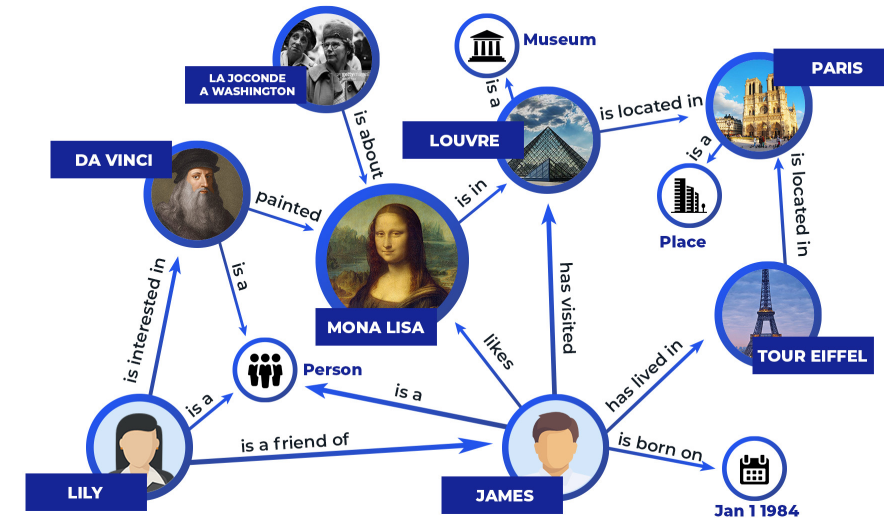 LA JOCONDE
A WASHINGTON
Museum
PARIS
is a
is located in
is about
LOUVRE
is a
DA VINCI
is in
painted
Place
is located in
is a
is interested in
has visited
MONA LISA
TOUR EIFFEL
likes
Person
has lived in
is a
is a
is a friend of
is born on
LILY
JAMES
Jan 1 1984